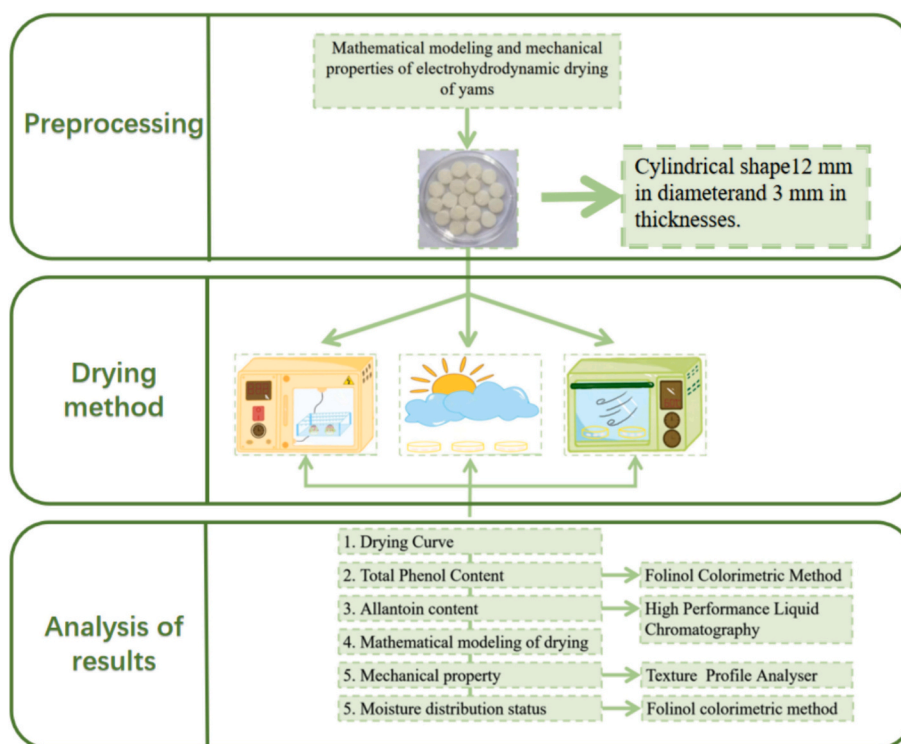 Mathematical modeling and mechanical
properties of electrohydrodynamic drying
of yams
Preprocessing
Cylindrical shape12 mm
in diameterand 3 mm in
thicknesses.
Drying
method
Analysis of
results
1. Drying Curve
2. Total Phenol Content
Folinol Colorimetric Method
3. Allantoin content
High Performance Liquid
Chromatography
4. Mathematical modeling of drying
5. Mechanical property
Texture Profile Analyser
5. Moisture distribution status
Folinol colorimetric method